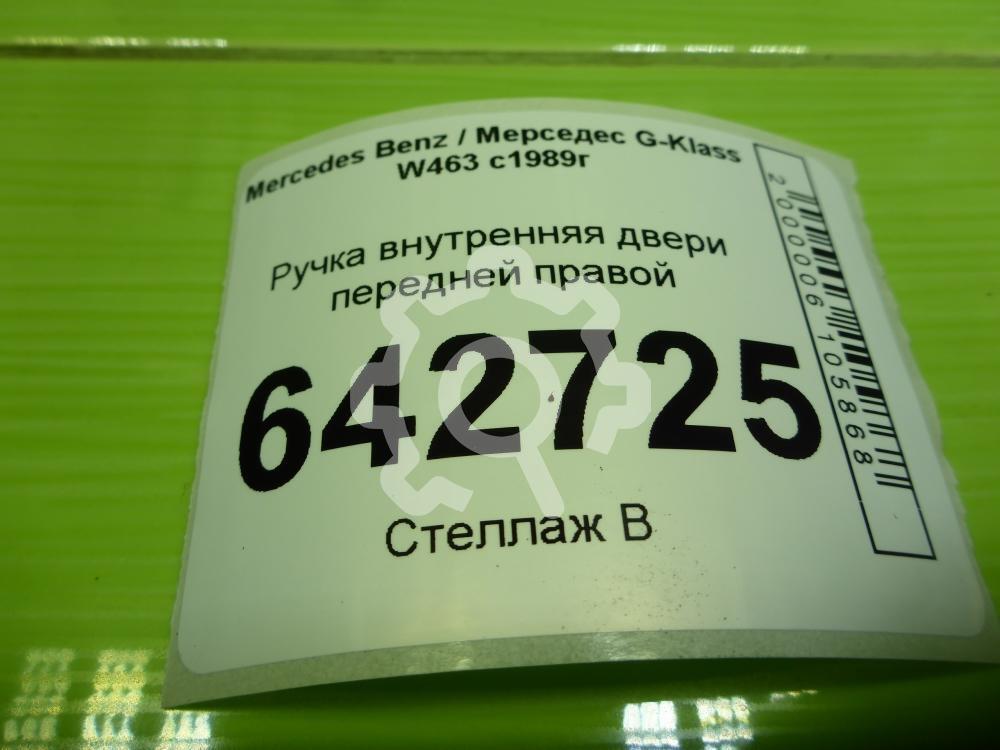 Mercedes Benz / Мерседес G-Klass
W463 с1989г
Ручка внутренняя двери
передней правой
642725
Стеллаж В
2000006105868